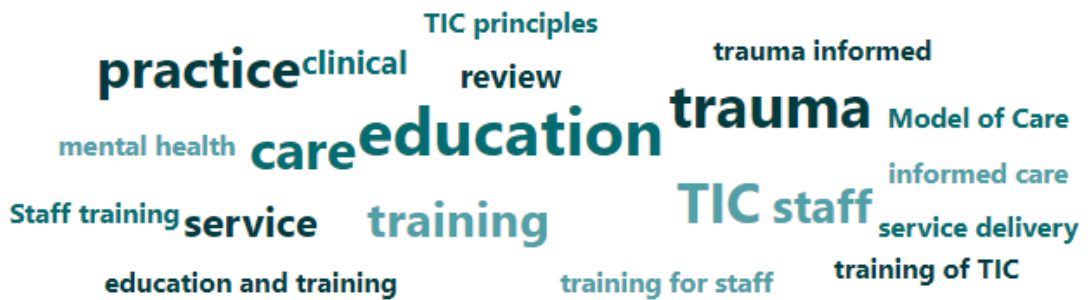 TIC principles
trauma informed
practice
clinical
review
trauma
Model of Care
education
mental health
care
informed care
TIC
staff
Staff training
service
training
service delivery
training of TIC
education and training
training for staff